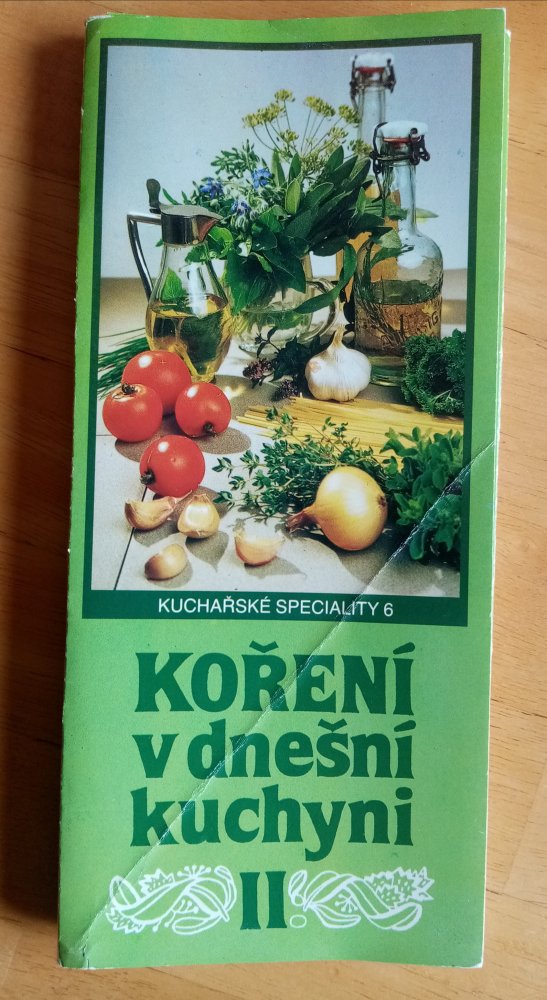 KUCHAŘSKÉ SPECIALITY 6
KOŘENÍ
v dnešní
kuchyni
II